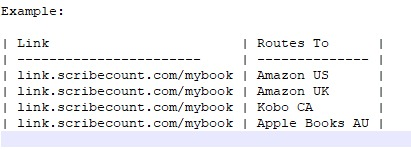 Example:
| Link | Routes To |
| ----------------------- | -------------- |
| link.scribecount.com/mybook | Amazon US |
| link.scribecount.com/mybook | Amazon UK |
| link.scribecount.com/mybook | Kobo CA |
| link.scribecount.com/mybook | Apple Books AU |